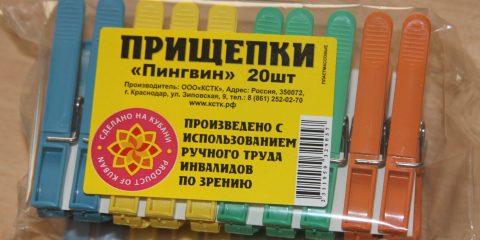 ПРИЩЕПКИ
«Пингвин» 20шт
Производитель: ООО«КСТК», Адрес: Россия, 350072,
г. Краснодар, ул. Зиповская, 9, тел.: 8 (861) 252-02-70
www.кстк.рф
СДЕЛАНО НА КУБАНИ
PRODUCT OF KUBAN
ПРОИЗВЕДЕНО С
ИСПОЛЬЗОВАНИЕМ
РУЧНОГО ТРУДА
ИНВАЛИДОВ
ПО ЗРЕНИЮ
ПЛАСТМАССОВЫЕ